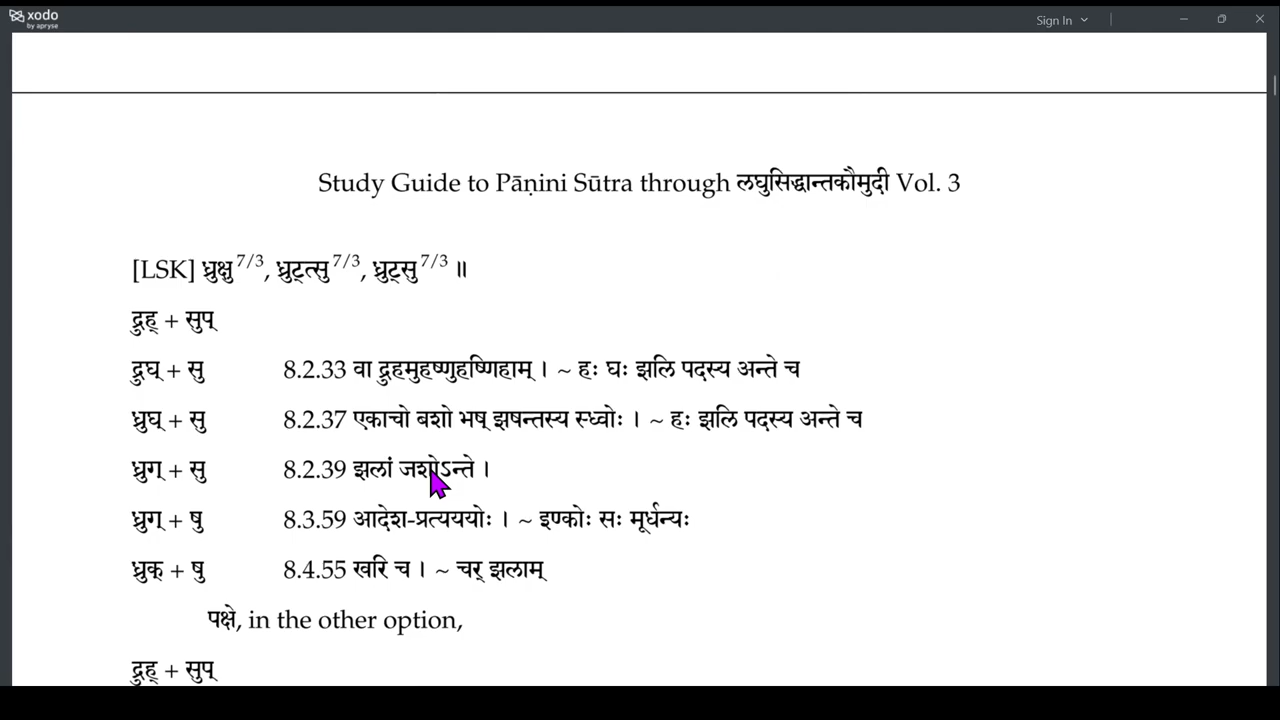 xodo
by apryse
Sign In
Study Guide to Pāṇini Sūtra through लघुसिद्धान्तकौमुदी Vol. 3
[LSK] ध्रुक्षु 7/3, ध्रुट्त्सु 7/3, ध्रुट्सु 7/3 ॥
द्रुह् + सुप्
द्रुघ् + सु 8.2.33 वा द्रुहमुहष्णुहष्णिहाम् । ~ हः घः झलि पदस्य अन्ते च
ध्रुघ् + सु 8.2.37 एकाचो बशो भष् झषन्तस्य स्ध्वोः । ~ हः झलि पदस्य अन्ते च
ध्रुग् + सु 8.2.39 झलां जशोऽन्ते ।
ध्रुग् + षु 8.3.59 आदेश-प्रत्यययोः । ~ इण्कोः सः मूर्धन्यः
ध्रुक् + षु 8.4.55 खरि च । ~ चर् झलाम्
पक्षे, in the other option,
द्रुह् + सुप्